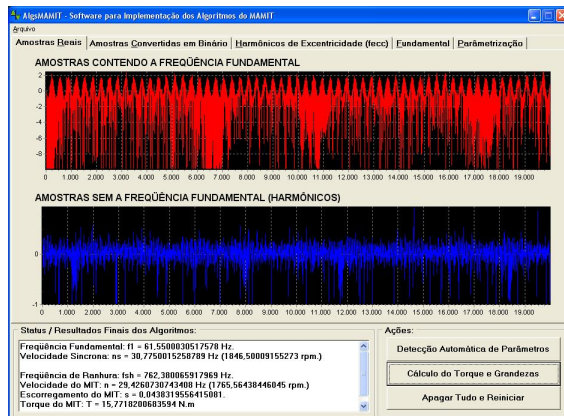 AlgsMAMIT - Software para Implementação dos Algoritmos do MAMIT
Arquivo
Amostras Reais Amostras Convertidas em Binário Harmônicos de Excentricidade (fecc) Fundamental Parâmetrização
AMOSTRAS CONTENDO A FREQÜÊNCIA FUNDAMENTAL
2
0
-2
-4
-6
-8
0 1.000 2.000 3.000 4.000 5.000 6.000 7.000 8.000 9.000 10.000 11.000 12.000 13.000 14.000 15.000 16.000 17.000 18.000 19.000
AMOSTRAS SEM A FREQÜÊNCIA FUNDAMENTAL (HARMÔNICOS)
0
-1
0 1.000 2.000 3.000 4.000 5.000 6.000 7.000 8.000 9.000 10.000 11.000 12.000 13.000 14.000 15.000 16.000 17.000 18.000 19.000
Status / Resultados Finais dos Algoritmos:
Freqüência Fundamental: f1 = 61,5500030517578 Hz.
Velocidade Síncrona: ns = 30,7750015258789 Hz (1846,50009155273 rpm.)
Freqüência de Ranhura: fsh = 762,380065917969 Hz.
Velocidade do MIT: n = 29,4260730743408 Hz (1765,56438446045 rpm.)
Escorregamento do MIT: s = 0,0438319556415081.
Torque do MIT: T = 15,7718200683594 N.m
Ações:
Detecção Automática de Parâmetros
Cálculo do Torque e Grandezas
Apagar Tudo e Reiniciar